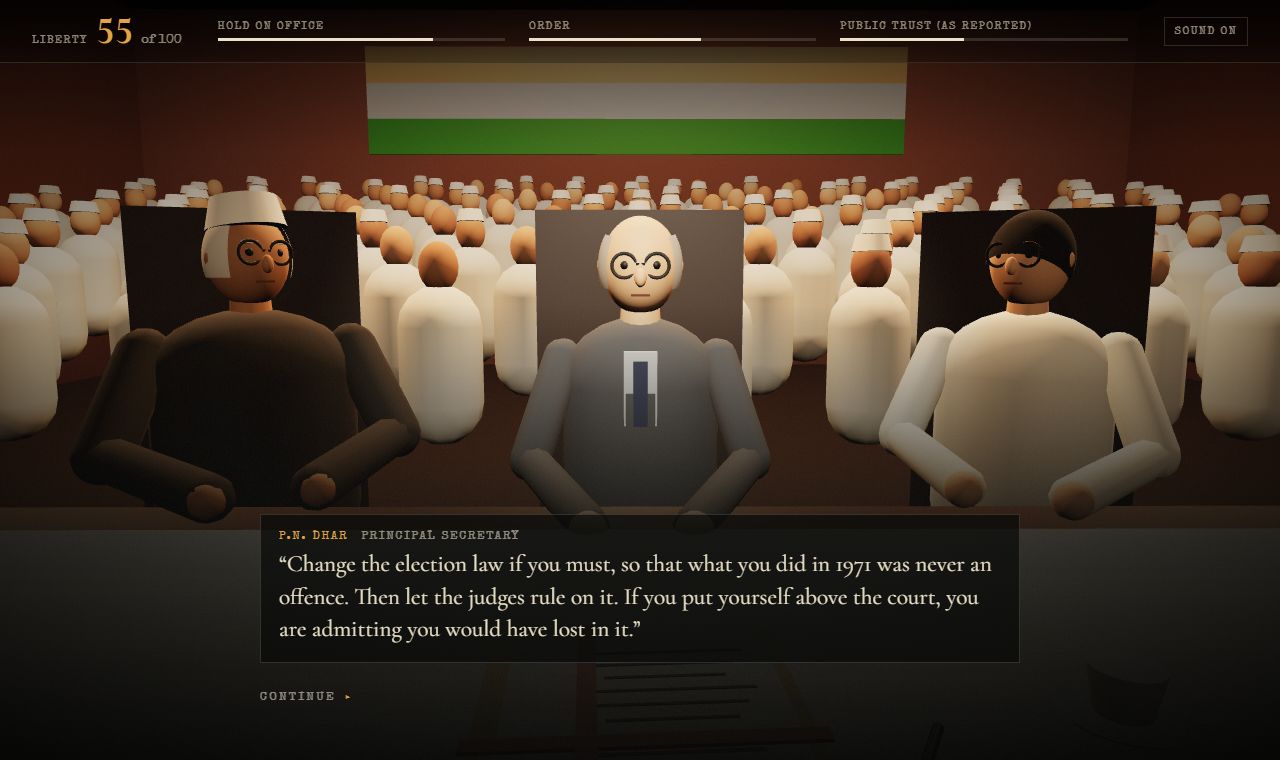 LIBERTY 55 of 100
HOLD ON OFFICE
ORDER
PUBLIC TRUST (AS REPORTED)
SOUND ON
P.N. DHAR PRINCIPAL SECRETARY
“Change the election law if you must, so that what you did in 1971 was never an
offence. Then let the judges rule on it. If you put yourself above the court, you
are admitting you would have lost in it.”
CONTINUE ▸